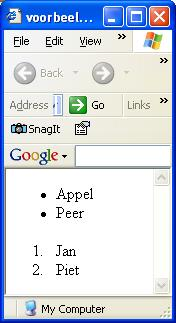 voorbeel...
File Edit View »
Back
Address Go Links »
SnagIt
Google
• Appel
• Peer
1. Jan
2. Piet
My Computer